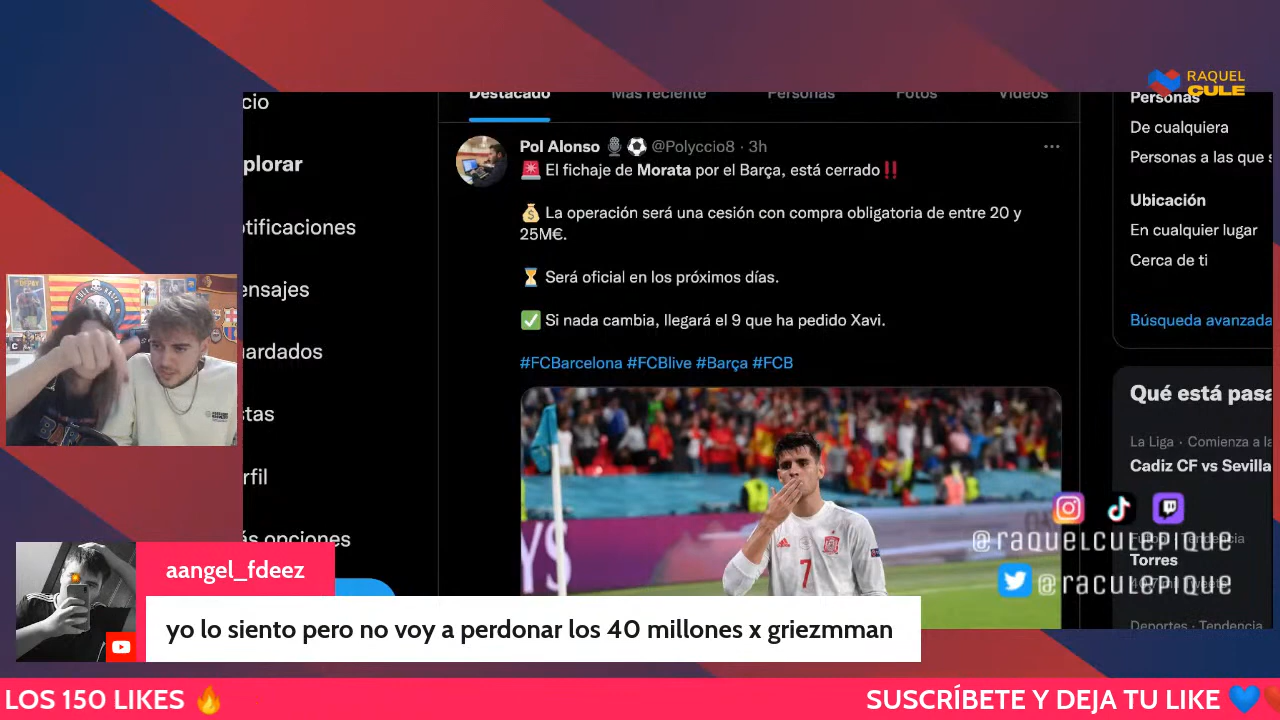 RAQUEL
CULE
cio
plorar
otificaciones
ensajes
uardados
stas
rfil
ás opciones
Destacado
Más reciente
Personas
Fotos
Vídeos
Pol Alonso 🎙️⚽ @Polyccio8 · 3h
🚨 El fichaje de Morata por el Barça, está cerrado‼️
💰 La operación será una cesión con compra obligatoria de entre 20 y
25M€.
⏳ Será oficial en los próximos días.
✅ Si nada cambia, llegará el 9 que ha pedido Xavi.
#FCBarcelona #FCBlive #Barça #FCB
7
Personas
De cualquiera
Personas a las que s
Ubicación
En cualquier lugar
Cerca de ti
Búsqueda avanzada
Qué está pasa
La Liga · Comienza a la
Cadiz CF vs Sevilla
Tendencia
Torres
Deportes · Tendencia
@raquelculepique
@raculepique
aangel_fdeez
yo lo siento pero no voy a perdonar los 40 millones x griezmman
LOS 150 LIKES 🔥
SUSCRÍBETE Y DEJA TU LIKE 💙❤️